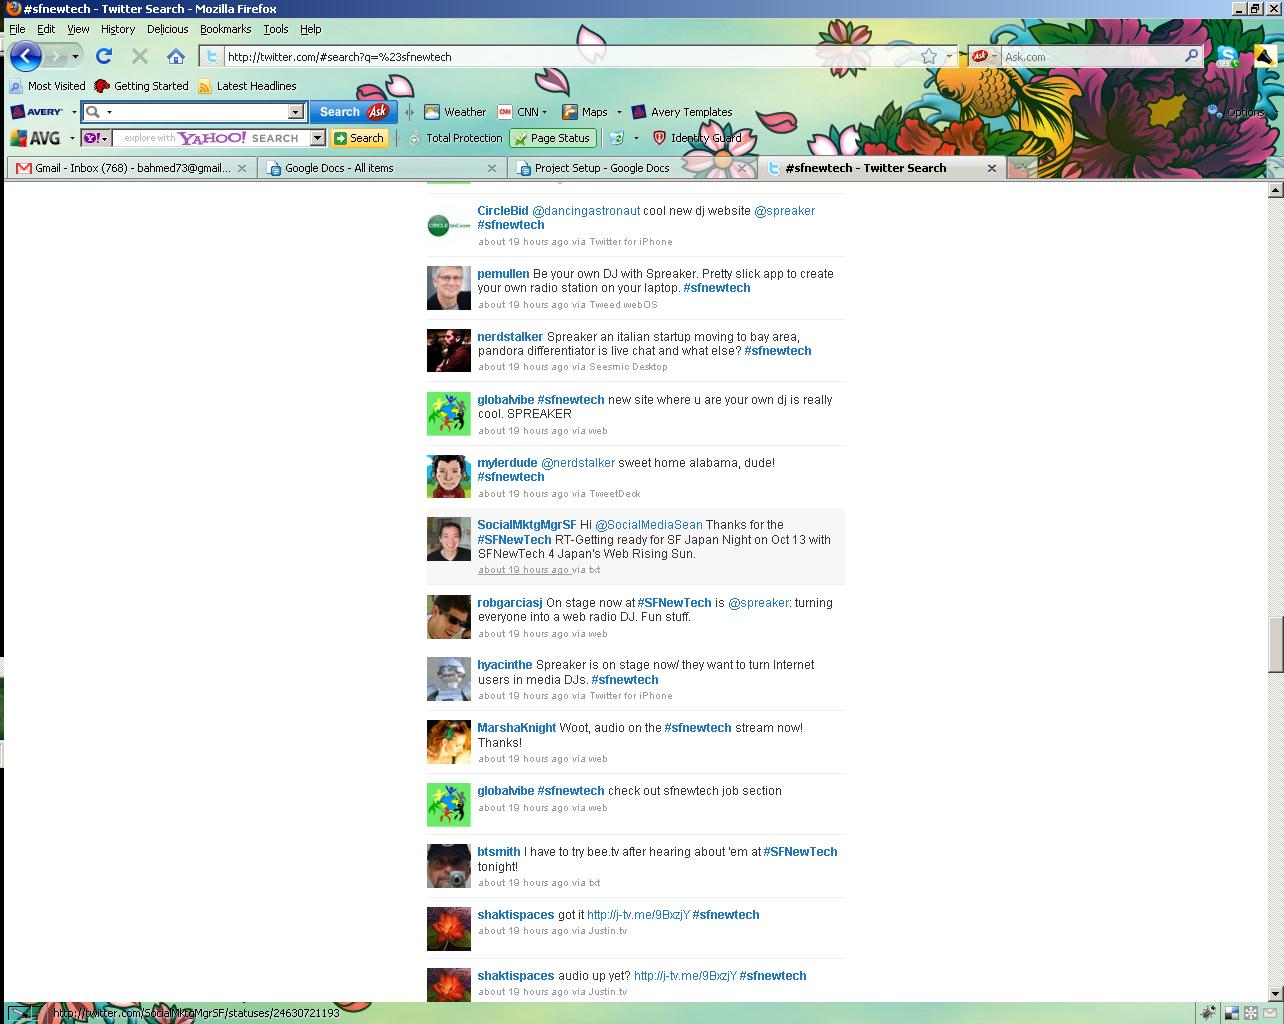 #sfnewtech - Twitter Search - Mozilla Firefox
File Edit View History Delicious Bookmarks Tools Help
http://twitter.com/#search?q=%23sfnewtech
Ask Ask.com
Most Visited Getting Started Latest Headlines
AVERY Search Ask Weather CNN Maps Avery Templates Options
AVG Y! explore with YAHOO! SEARCH Search Total Protection Page Status Identity Guard
Gmail - Inbox (768) - bahmed73@gmail... Google Docs - All items Project Setup - Google Docs #sfnewtech - Twitter Search
CIRCLEbid.com
CircleBid @dancingastronaut cool new dj website @spreaker
#sfnewtech
about 19 hours ago via Twitter for iPhone
pemullen Be your own DJ with Spreaker. Pretty slick app to create
your own radio station on your laptop. #sfnewtech
about 19 hours ago via Tweed webOS
nerdstalker Spreaker an italian startup moving to bay area,
pandora differentiator is live chat and what else? #sfnewtech
about 19 hours ago via Seesmic Desktop
globalvibe #sfnewtech new site where u are your own dj is really
cool. SPREAKER
about 19 hours ago via web
mylerdude @nerdstalker sweet home alabama, dude!
#sfnewtech
about 19 hours ago via TweetDeck
SocialMktgMgrSF Hi @SocialMediaSean Thanks for the
#SFNewTech RT-Getting ready for SF Japan Night on Oct 13 with
SFNewTech 4 Japan's Web Rising Sun.
about 19 hours ago via txt
robgarciasj On stage now at #SFNewTech is @spreaker: turning
everyone into a web radio DJ. Fun stuff.
about 19 hours ago via web
hyacinthe Spreaker is on stage now/ they want to turn Internet
users in media DJs. #sfnewtech
about 19 hours ago via Twitter for iPhone
MarshaKnight Woot, audio on the #sfnewtech stream now!
Thanks!
about 19 hours ago via web
globalvibe #sfnewtech check out sfnewtech job section
about 19 hours ago via web
btsmith I have to try bee.tv after hearing about 'em at #SFNewTech
tonight!
about 19 hours ago via txt
shaktispaces got it http://j-tv.me/9BxzjY #sfnewtech
about 19 hours ago via Justin.tv
shaktispaces audio up yet? http://j-tv.me/9BxzjY #sfnewtech
about 19 hours ago via Justin.tv
http://twitter.com/SocialMktgMgrSF/statuses/24630721193